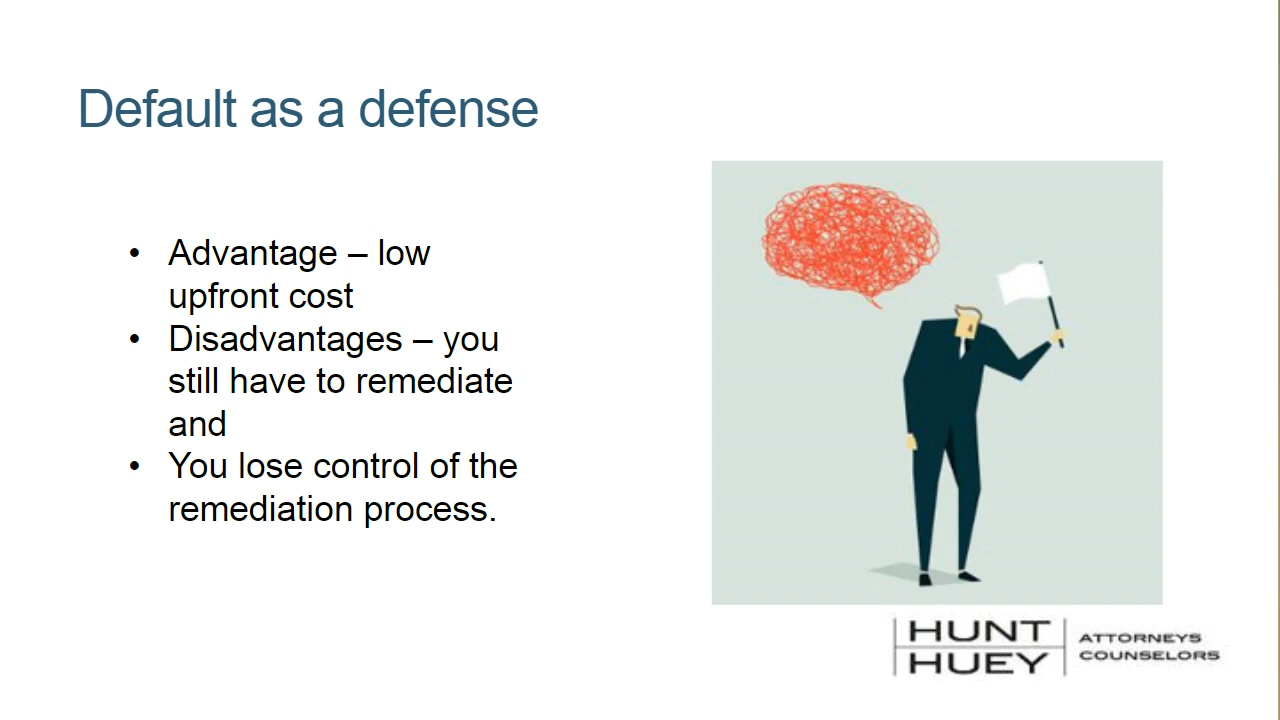 Default as a defense
• Advantage – low
upfront cost
• Disadvantages – you
still have to remediate
and
• You lose control of the
remediation process.
HUNT
HUEY
ATTORNEYS
COUNSELORS